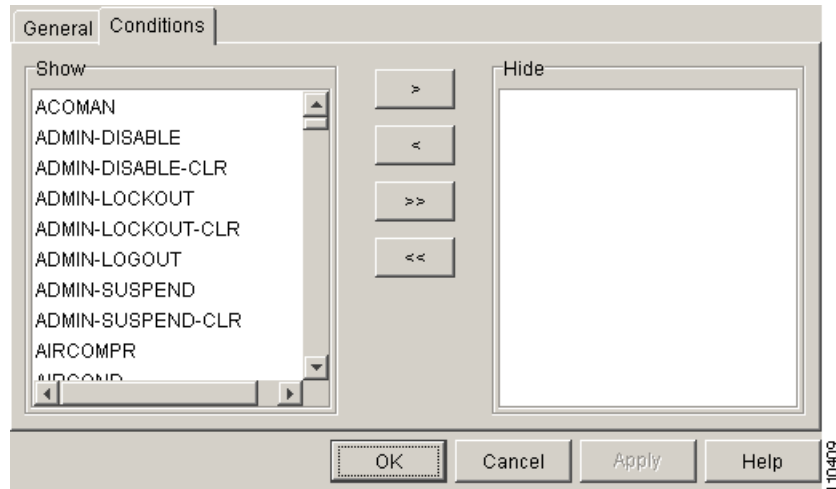 General Conditions
Show
ACOMAN
ADMIN-DISABLE
ADMIN-DISABLE-CLR
ADMIN-LOCKOUT
ADMIN-LOCKOUT-CLR
ADMIN-LOGOUT
ADMIN-SUSPEND
ADMIN-SUSPEND-CLR
AIRCOMPR
AIRCOND
>
<
>>
<<
Hide
OK Cancel Apply Help
110409